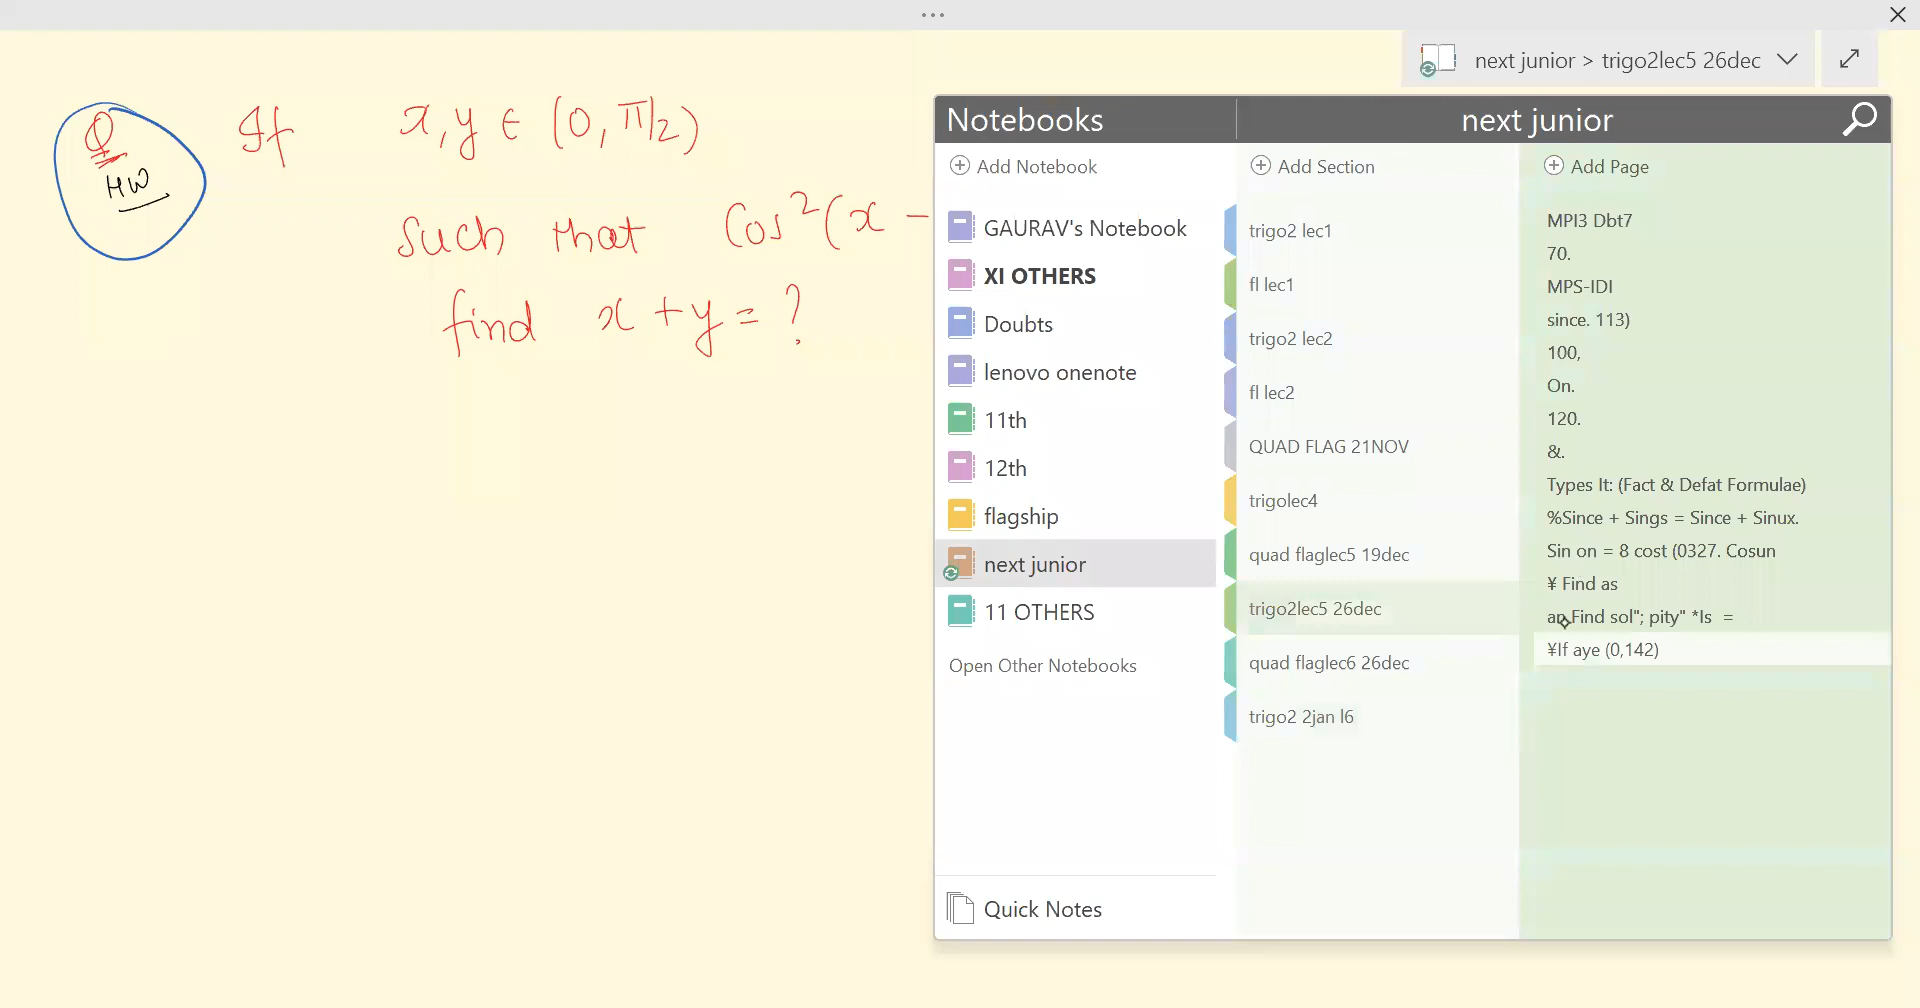 next junior > trigo2lec5 26dec
Q If x,y ∈ (0, π/2)
HW
Such that Cos²(x -
find x + y = ?
Notebooks
next junior
Add Notebook
GAURAV's Notebook
XI OTHERS
Doubts
lenovo onenote
11th
12th
flagship
next junior
11 OTHERS
Open Other Notebooks
Quick Notes
Add Section
trigo2 lec1
fl lec1
trigo2 lec2
fl lec2
QUAD FLAG 21NOV
trigolec4
quad flaglec5 19dec
trigo2lec5 26dec
quad flaglec6 26dec
trigo2 2jan l6
Add Page
MPI3 Dbt7
70.
MPS-IDI
since. 113)
100,
On.
120.
&.
Types It: (Fact & Defat Formulae)
%Since + Sings = Since + Sinux.
Sin on = 8 cost (0327. Cosun
¥ Find as
an Find sol"; pity" *Is =
¥If aye (0,142)